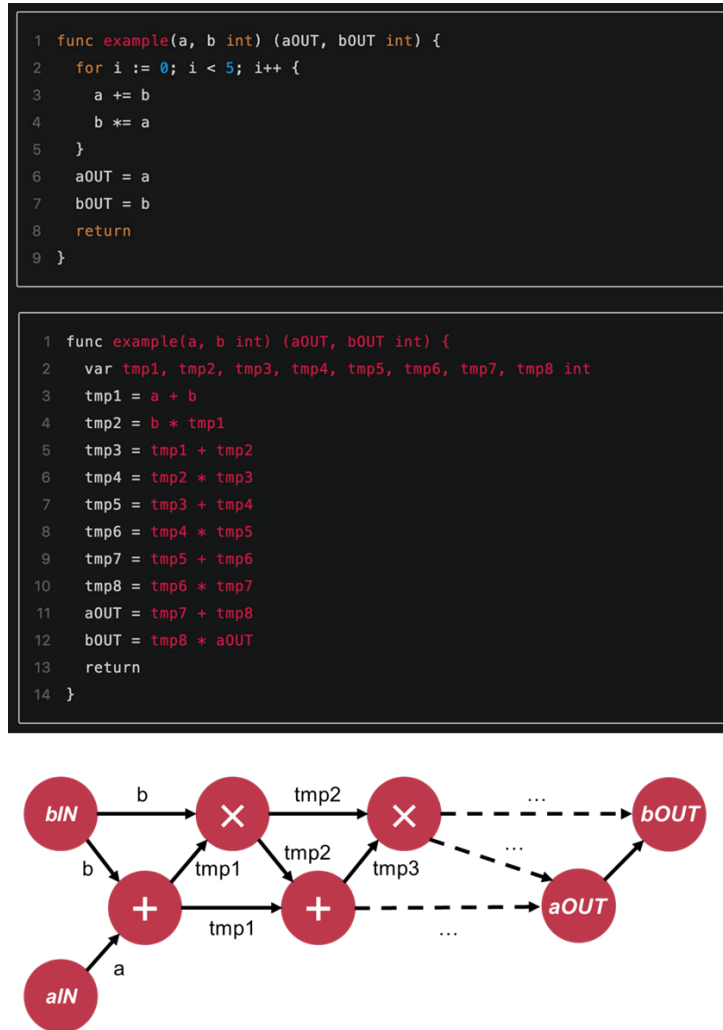 1 func example(a, b int) (aOUT, bOUT int) {
2 for i := 0; i < 5; i++ {
3 a += b
4 b *= a
5 }
6 aOUT = a
7 bOUT = b
8 return
9 }
1 func example(a, b int) (aOUT, bOUT int) {
2 var tmp1, tmp2, tmp3, tmp4, tmp5, tmp6, tmp7, tmp8 int
3 tmp1 = a + b
4 tmp2 = b * tmp1
5 tmp3 = tmp1 + tmp2
6 tmp4 = tmp2 * tmp3
7 tmp5 = tmp3 + tmp4
8 tmp6 = tmp4 * tmp5
9 tmp7 = tmp5 + tmp6
10 tmp8 = tmp6 * tmp7
11 aOUT = tmp7 + tmp8
12 bOUT = tmp8 * aOUT
13 return
14 }
b tmp2 ...
bIN × × bOUT
b tmp1 tmp2 tmp3 ...
+ + aOUT
tmp1 ...
a
aIN